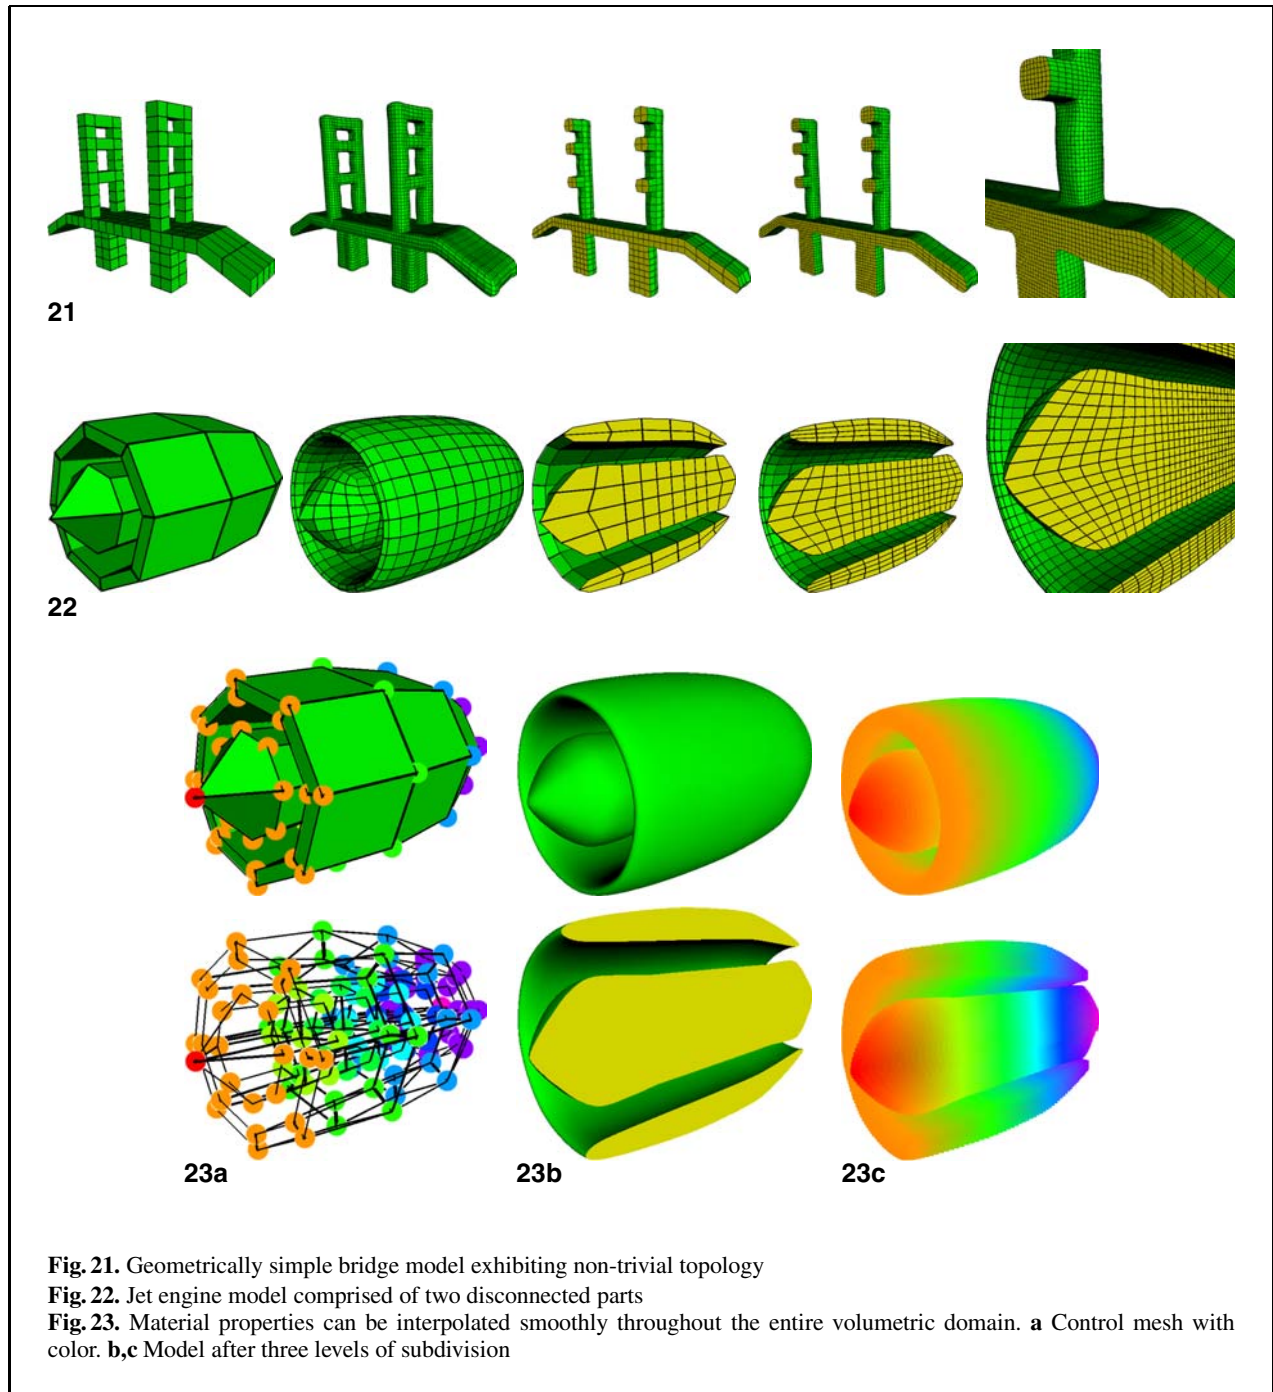 21
22
23a 23b 23c
Fig. 21. Geometrically simple bridge model exhibiting non-trivial topology
Fig. 22. Jet engine model comprised of two disconnected parts
Fig. 23. Material properties can be interpolated smoothly throughout the entire volumetric domain. a Control mesh with
color. b,c Model after three levels of subdivision